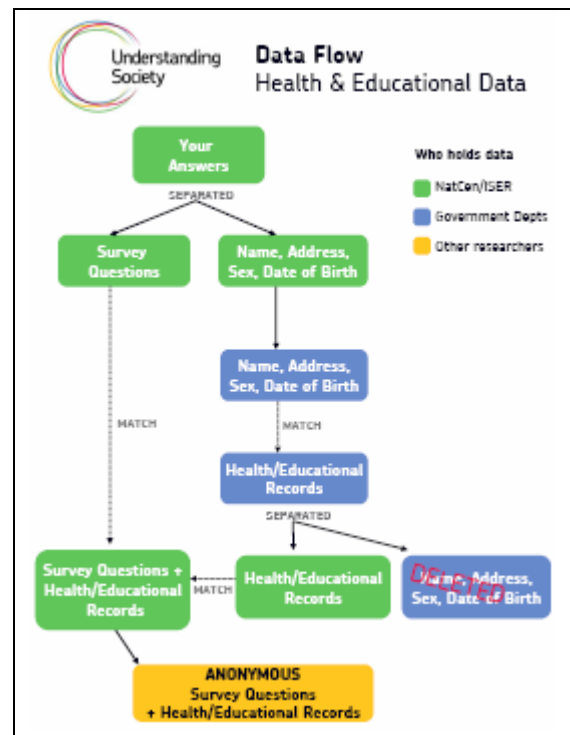 Understanding
Society
Data Flow
Health & Educational Data
Your
Answers
Who holds data
NatCen/ISER
Government Depts
Other researchers
SEPARATED
Survey
Questions
Name, Address,
Sex, Date of Birth
Name, Address,
Sex, Date of Birth
MATCH
MATCH
Health/Educational
Records
SEPARATED
Survey Questions +
Health/Educational
Records
MATCH
Health/Educational
Records
Name, Address,
Sex, Date of Birth
DELETED
ANONYMOUS
Survey Questions
+ Health/Educational Records